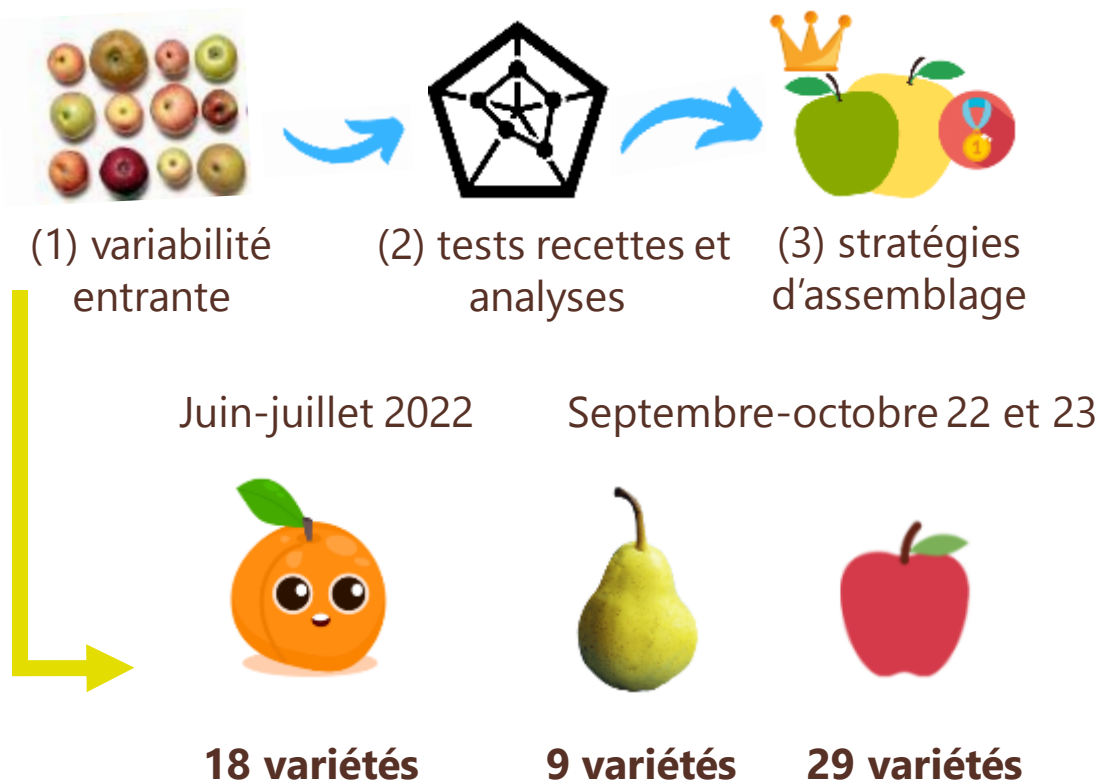 (1) variabilité
entrante
(2) tests recettes et
analyses
(3) stratégies
d’assemblage
Juin-juillet 2022
Septembre-octobre 22 et 23
1
18 variétés
9 variétés
29 variétés